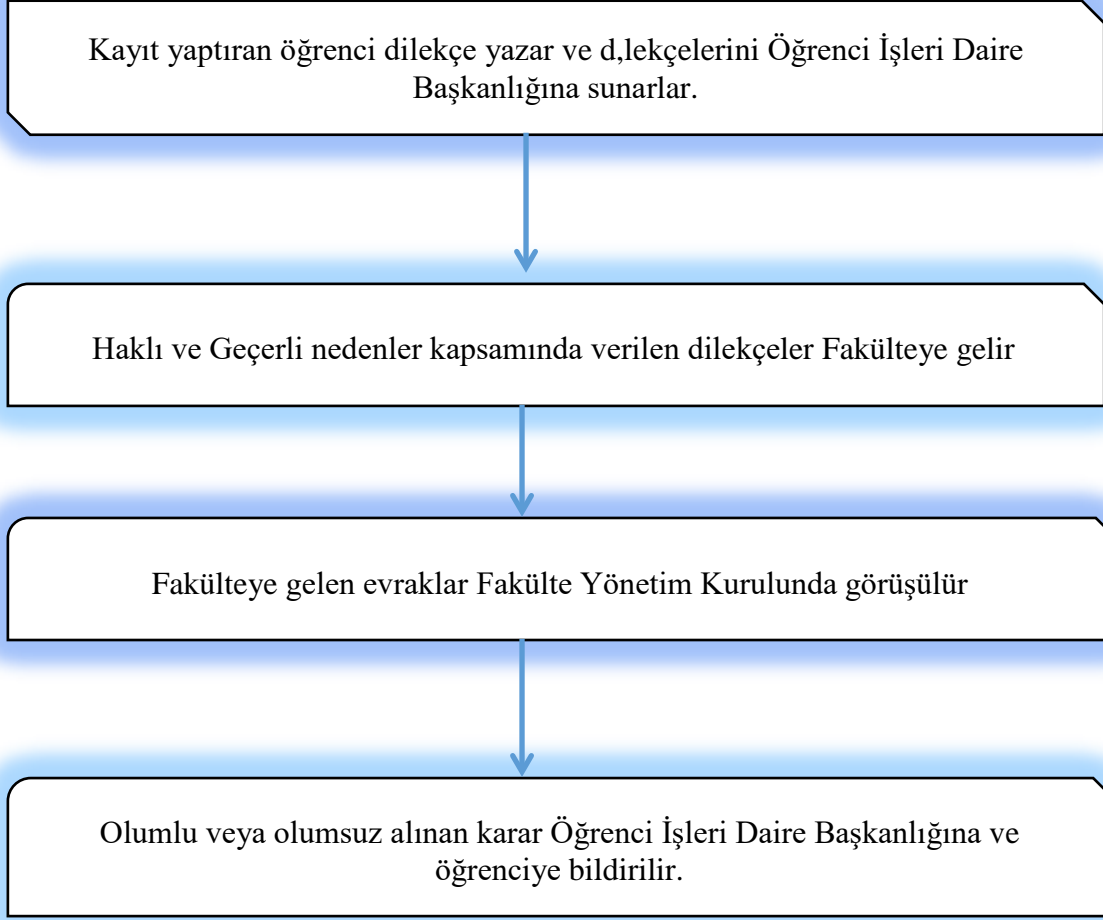 Kayıt yaptıran öğrenci dilekçe yazar ve d,lekçelerini Öğrenci İşleri Daire
Başkanlığına sunarlar.
Haklı ve Geçerli nedenler kapsamında verilen dilekçeler Fakülteye gelir
Fakülteye gelen evraklar Fakülte Yönetim Kurulunda görüşülür
Olumlu veya olumsuz alınan karar Öğrenci İşleri Daire Başkanlığına ve
öğrenciye bildirilir.